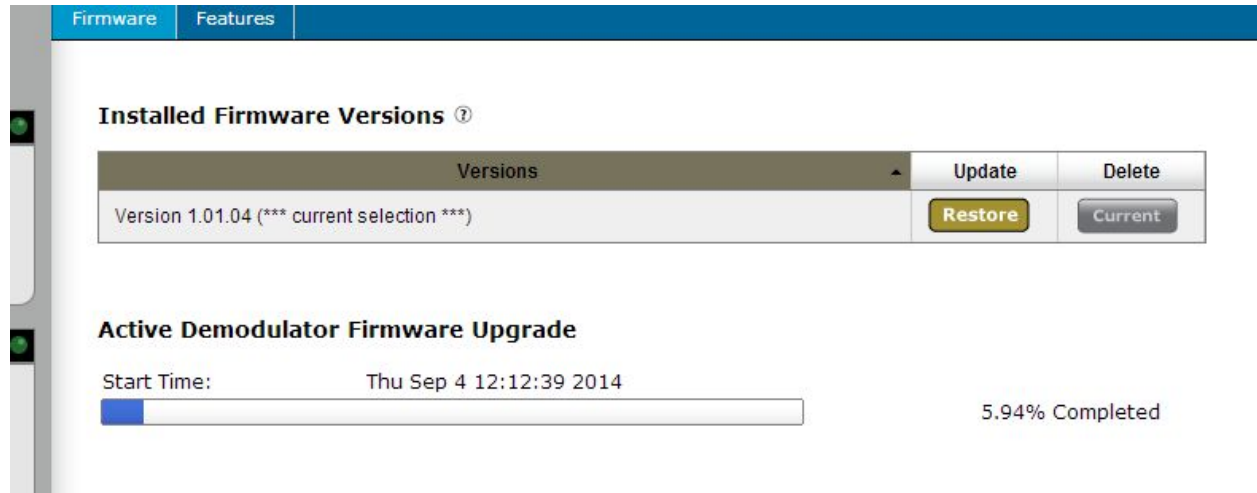 Firmware Features
Installed Firmware Versions ?
Versions Update Delete
Version 1.01.04 (*** current selection ***) Restore Current
Active Demodulator Firmware Upgrade
Start Time: Thu Sep 4 12:12:39 2014
5.94% Completed